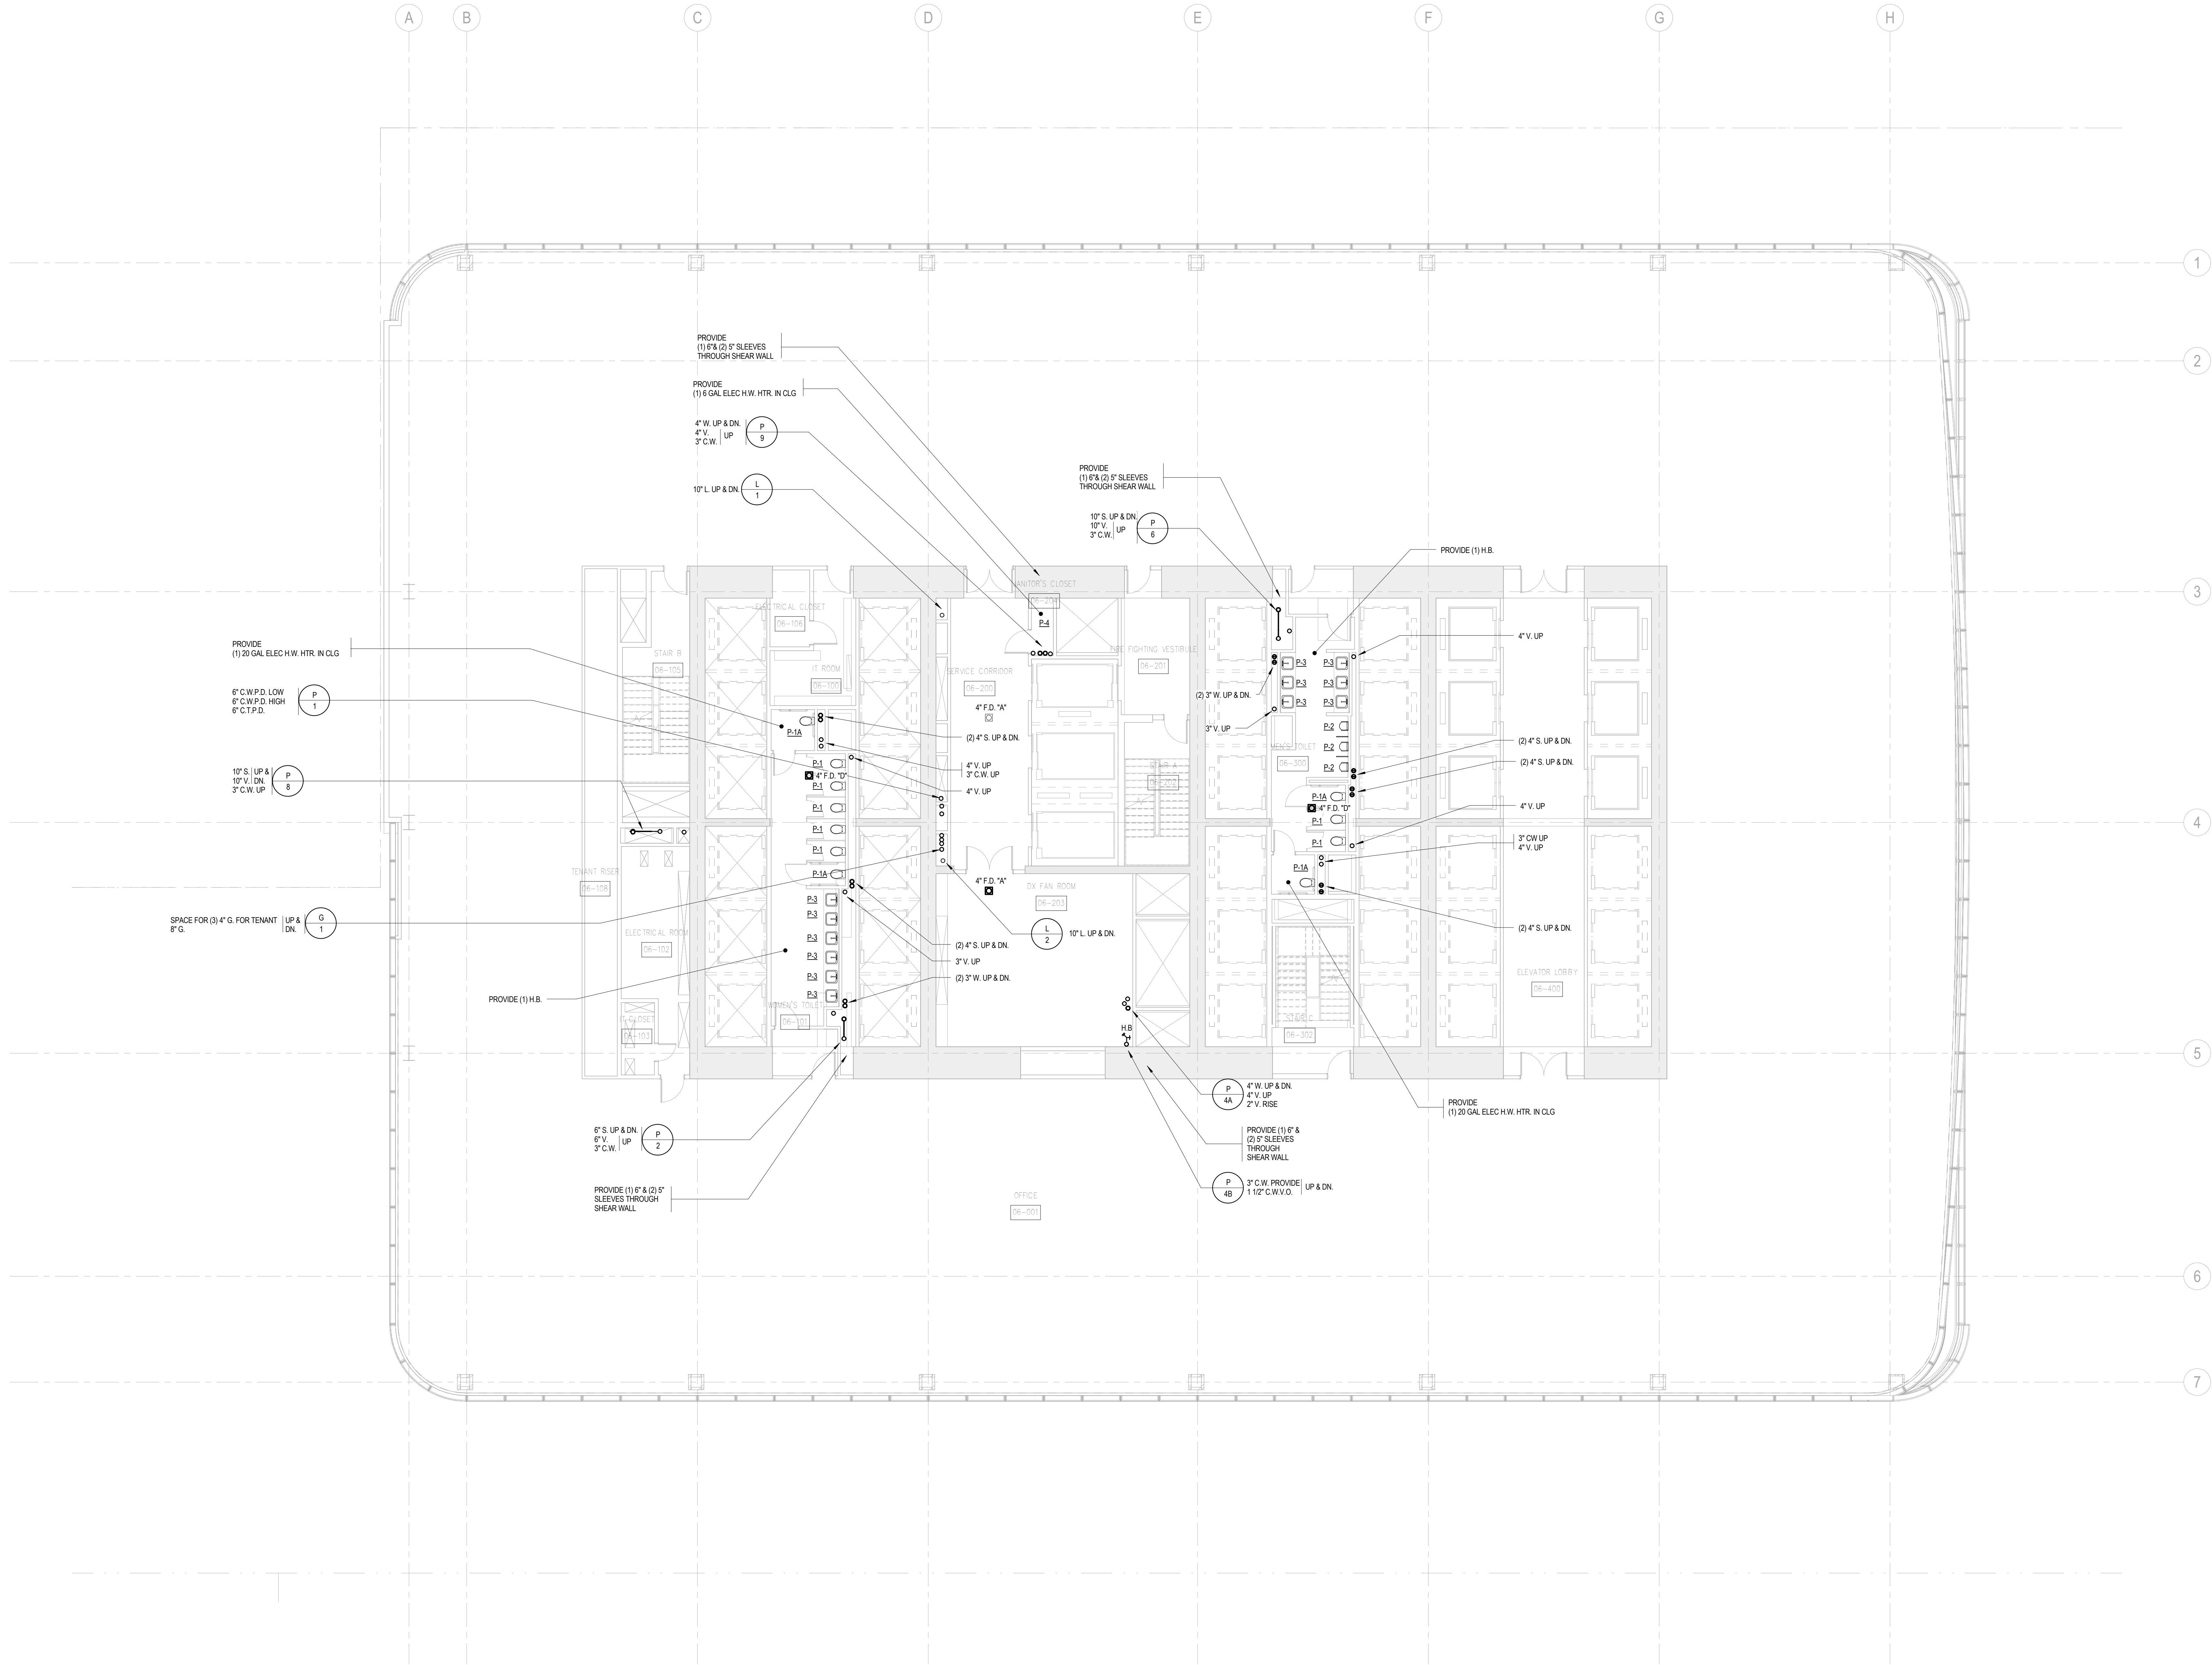 A
B
C
D
E
F
G
H
1
2
3
4
5
6
7
PROVIDE
(1) 6"& (2) 5" SLEEVES
THROUGH SHEAR WALL
PROVIDE
(1) 6 GAL ELEC H.W. HTR. IN CLG
4" W. UP & DN.
4" V.
3" C.W.
UP
P
9
10" L. UP & DN.
L
1
PROVIDE
(1) 6"& (2) 5" SLEEVES
THROUGH SHEAR WALL
10" S. UP & DN.
10" V.
3" C.W.
UP
P
6
PROVIDE (1) H.B.
JANITOR'S CLOSET
06-204
P-4
ELECTRICAL CLOSET
06-106
PROVIDE
(1) 20 GAL ELEC H.W. HTR. IN CLG
STAIR B
06-105
IT ROOM
06-100
SERVICE CORRIDOR
06-200
FIRE FIGHTING VESTIBULE
06-201
4" V. UP
P-3
P-3
P-3
P-3
P-3
P-3
(2) 3" W. UP & DN.
3" V. UP
6" C.W.P.D. LOW
6" C.W.P.D. HIGH
6" C.T.P.D.
P
1
4" F.D. "A"
P-1A
(2) 4" S. UP & DN.
4" V. UP
3" C.W. UP
4" V. UP
P-2
P-2
P-2
MEN'S TOILET
06-300
(2) 4" S. UP & DN.
(2) 4" S. UP & DN.
STAIR A
06-202
10" S.
10" V.
UP &
DN.
3" C.W. UP
P
8
P-1
4" F.D. "D"
P-1
P-1
P-1
P-1
P-1A
P-1A
4" F.D. "D"
P-1
P-1
4" V. UP
3" CW UP
4" V. UP
P-1A
TENANT RISER
06-108
4" F.D. "A"
DX FAN ROOM
06-203
SPACE FOR (3) 4" G. FOR TENANT
8" G.
UP &
DN.
G
1
P-3
P-3
P-3
P-3
P-3
P-3
ELECTRICAL ROOM
06-102
L
2
10" L. UP & DN.
(2) 4" S. UP & DN.
(2) 4" S. UP & DN.
3" V. UP
(2) 3" W. UP & DN.
ELEVATOR LOBBY
06-400
PROVIDE (1) H.B.
WOMEN'S TOILET
06-301
IT CLOSET
06-103
H.B
STAIR C
06-302
P
4A
4" W. UP & DN.
4" V. UP
2" V. RISE
PROVIDE
(1) 20 GAL ELEC H.W. HTR. IN CLG
6" S. UP & DN.
6" V.
3" C.W.
UP
P
2
PROVIDE (1) 6" &
(2) 5" SLEEVES
THROUGH
SHEAR WALL
PROVIDE (1) 6" & (2) 5"
SLEEVES THROUGH
SHEAR WALL
P
4B
3" C.W. PROVIDE
1 1/2" C.W.V.O.
UP & DN.
OFFICE
06-001